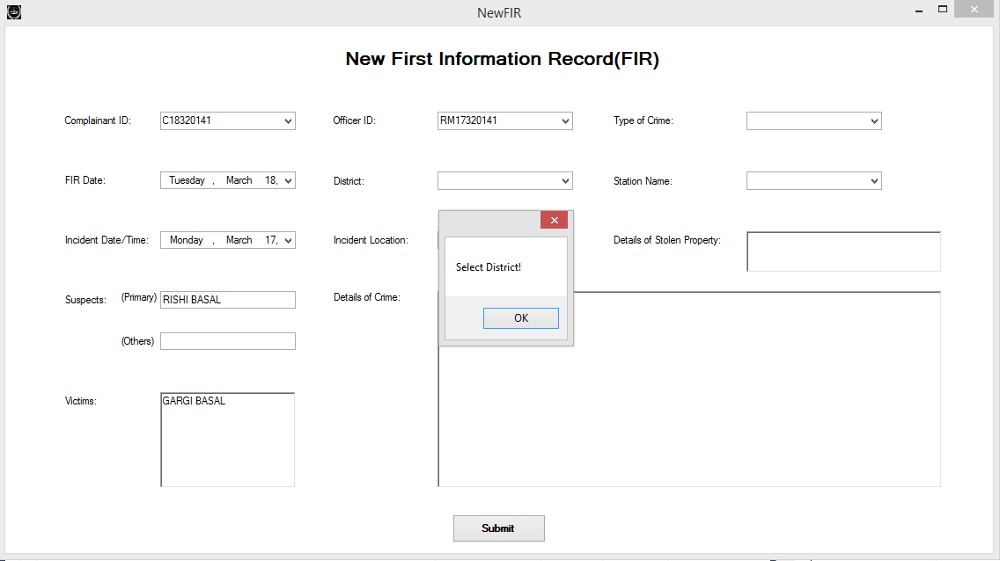 NewFIR
New First Information Record(FIR)
Complainant ID: C18320141 Officer ID: RM17320141 Type of Crime:
FIR Date: Tuesday , March 18, District: Station Name:
Incident Date/Time: Monday , March 17, Incident Location: Details of Stolen Property:
Select District!
OK
Suspects: (Primary) RISHI BASAL Details of Crime:
(Others)
Victims: GARGI BASAL
Submit